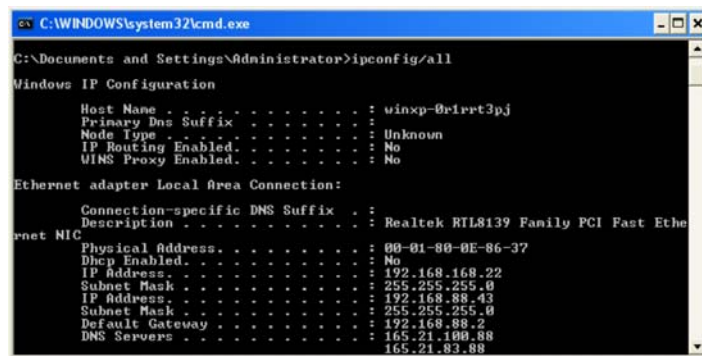 C:\WINDOWS\system32\cmd.exe
C:\Documents and Settings\Administrator>ipconfig/all
Windows IP Configuration
Host Name . . . . . . . . . . . . : winxp-0r1rrt3pj
Primary Dns Suffix . . . . . . . :
Node Type . . . . . . . . . . . . : Unknown
IP Routing Enabled. . . . . . . . : No
WINS Proxy Enabled. . . . . . . . : No
Ethernet adapter Local Area Connection:
Connection-specific DNS Suffix . :
Description . . . . . . . . . . . : Realtek RTL8139 Family PCI Fast Ethe
rnet NIC
Physical Address. . . . . . . . . : 00-01-80-0E-86-37
Dhcp Enabled. . . . . . . . . . . : No
IP Address. . . . . . . . . . . . : 192.168.168.22
Subnet Mask . . . . . . . . . . . : 255.255.255.0
IP Address. . . . . . . . . . . . : 192.168.88.43
Subnet Mask . . . . . . . . . . . : 255.255.255.0
Default Gateway . . . . . . . . . : 192.168.88.2
DNS Servers . . . . . . . . . . . : 165.21.100.88
165.21.83.88